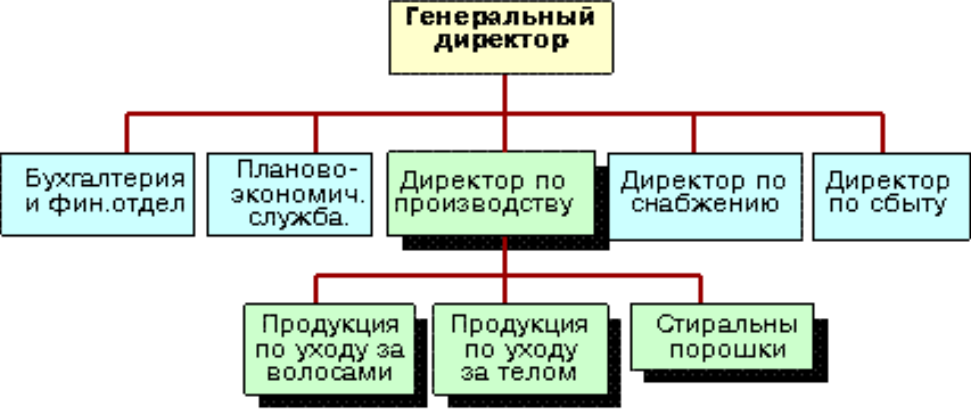 Генеральный
директор
Бухгалтерия
и фин.отдел
Планово-
экономич.
служба.
Директор по
производству
Директор по
снабжению
Директор
по сбыту
Продукция
по уходу за
волосами
Продукция
по уходу
за телом
Стиральны
порошки